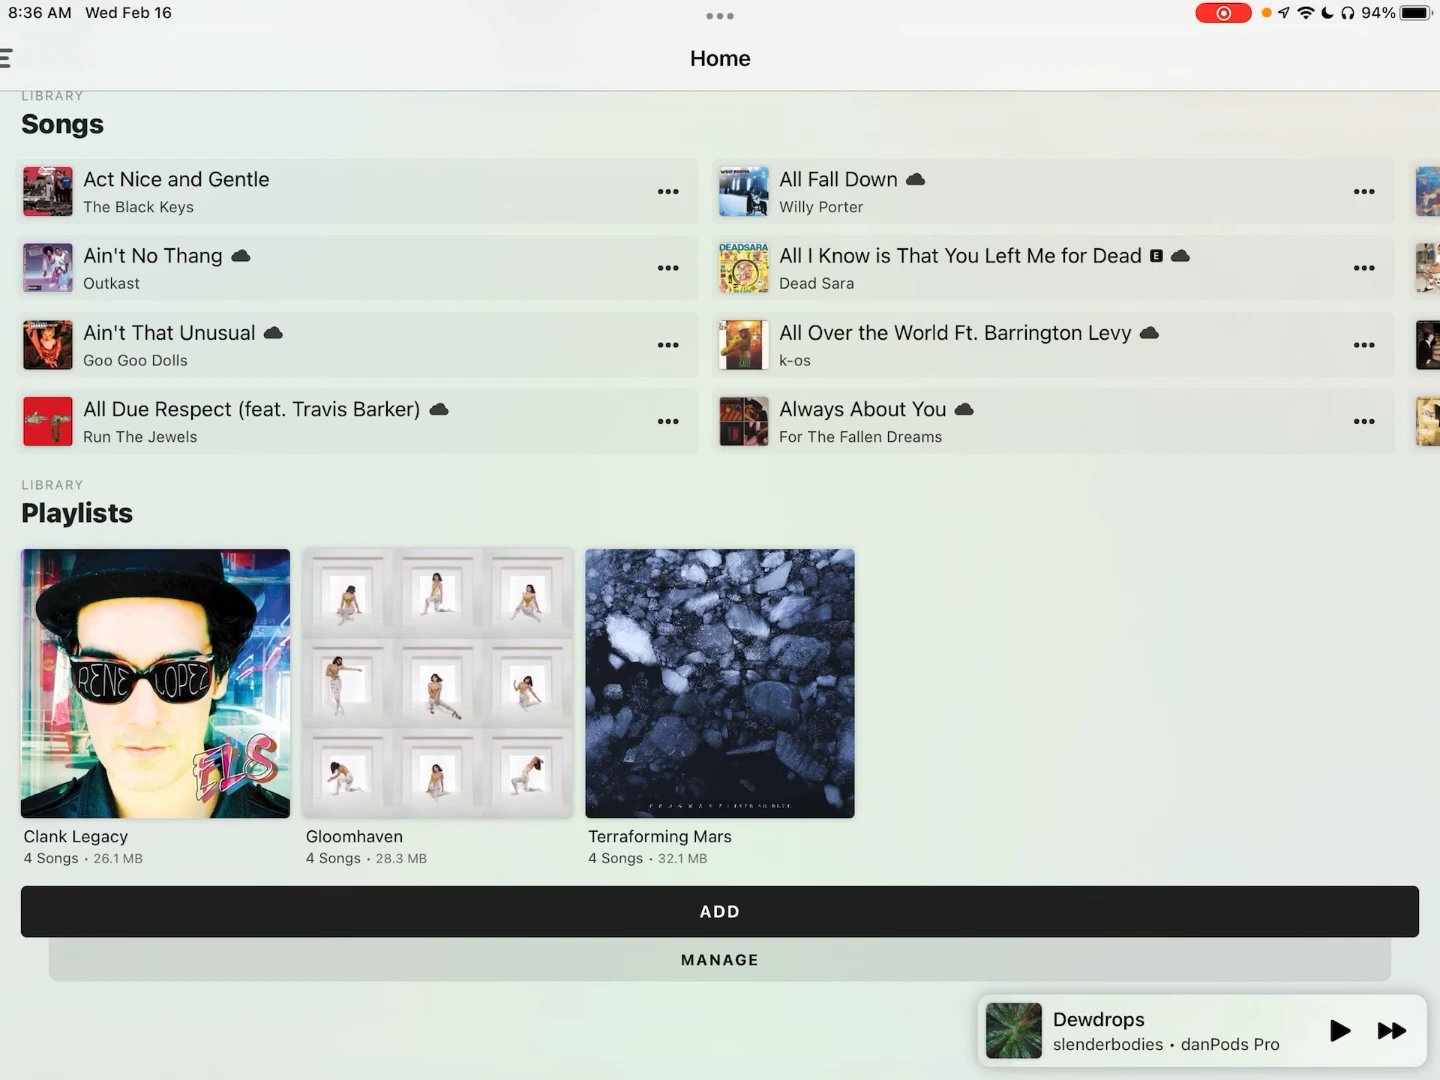 8:36 AM Wed Feb 16
94%
Home
LIBRARY
Songs
Act Nice and Gentle
The Black Keys
All Fall Down
Willy Porter
Ain't No Thang
Outkast
DEADSARA
All I Know is That You Left Me for Dead E
Dead Sara
Ain't That Unusual
Goo Goo Dolls
All Over the World Ft. Barrington Levy
k-os
All Due Respect (feat. Travis Barker)
Run The Jewels
Always About You
For The Fallen Dreams
LIBRARY
Playlists
RENE LOPEZ
ELS
Clank Legacy
4 Songs • 26.1 MB
Gloomhaven
4 Songs • 28.3 MB
Terraforming Mars
4 Songs • 32.1 MB
ADD
MANAGE
Dewdrops
slenderbodies • danPods Pro